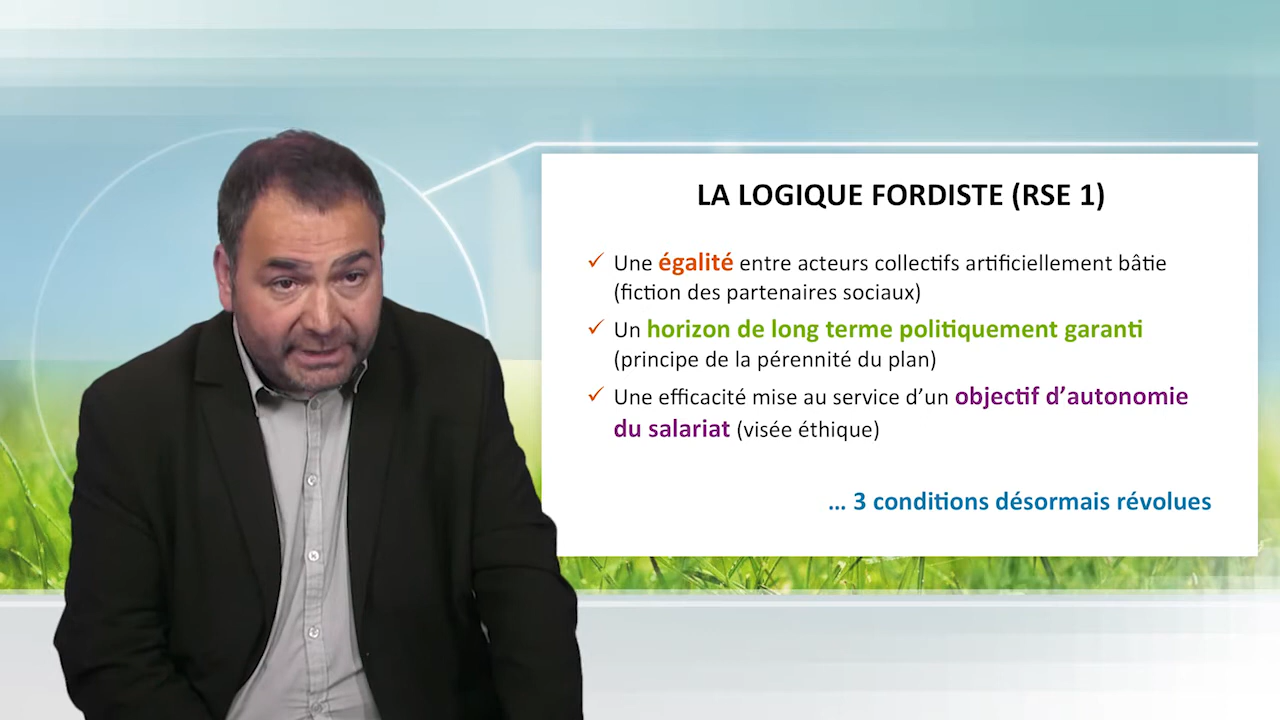 LA LOGIQUE FORDISTE (RSE 1)
Une égalité entre acteurs collectifs artificiellement bâtie
(fiction des partenaires sociaux)
Un horizon de long terme politiquement garanti
(principe de la pérennité du plan)
Une efficacité mise au service d’un objectif d’autonomie
du salariat (visée éthique)
… 3 conditions désormais révolues